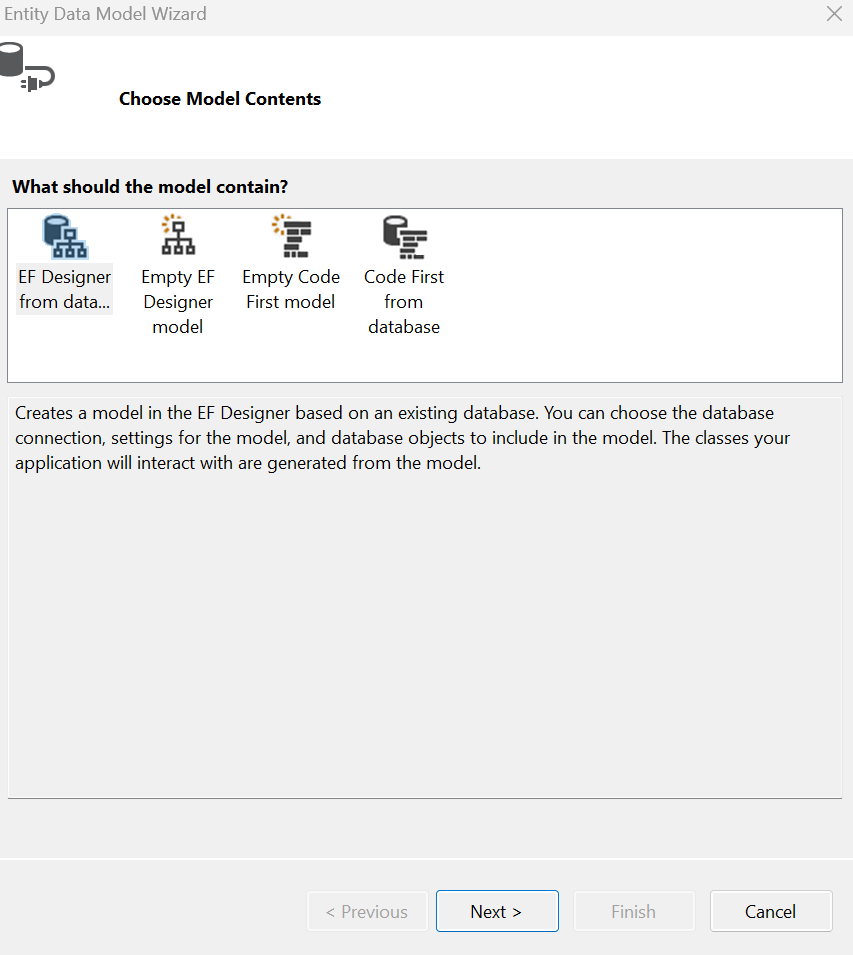 Entity Data Model Wizard
Choose Model Contents
What should the model contain?
EF Designer
from data...
Empty EF
Designer
model
Empty Code
First model
Code First
from
database
Creates a model in the EF Designer based on an existing database. You can choose the database
connection, settings for the model, and database objects to include in the model. The classes your
application will interact with are generated from the model.
< Previous
Next >
Finish
Cancel